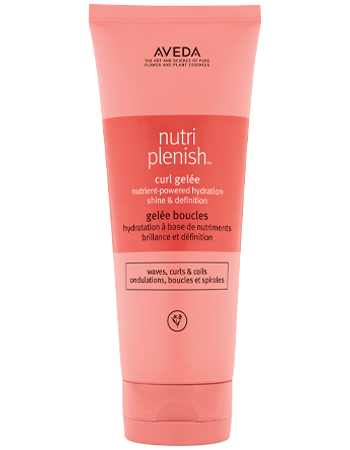 AVEDA
THE ART AND SCIENCE OF PURE
FLOWER AND PLANT ESSENCES
nutri
plenish™
curl gelée
nutrient-powered hydration
shine & definition
gelée boucles
hydratation à base de nutriments
brillance et définition
waves, curls & coils
ondulations, boucles et spirales